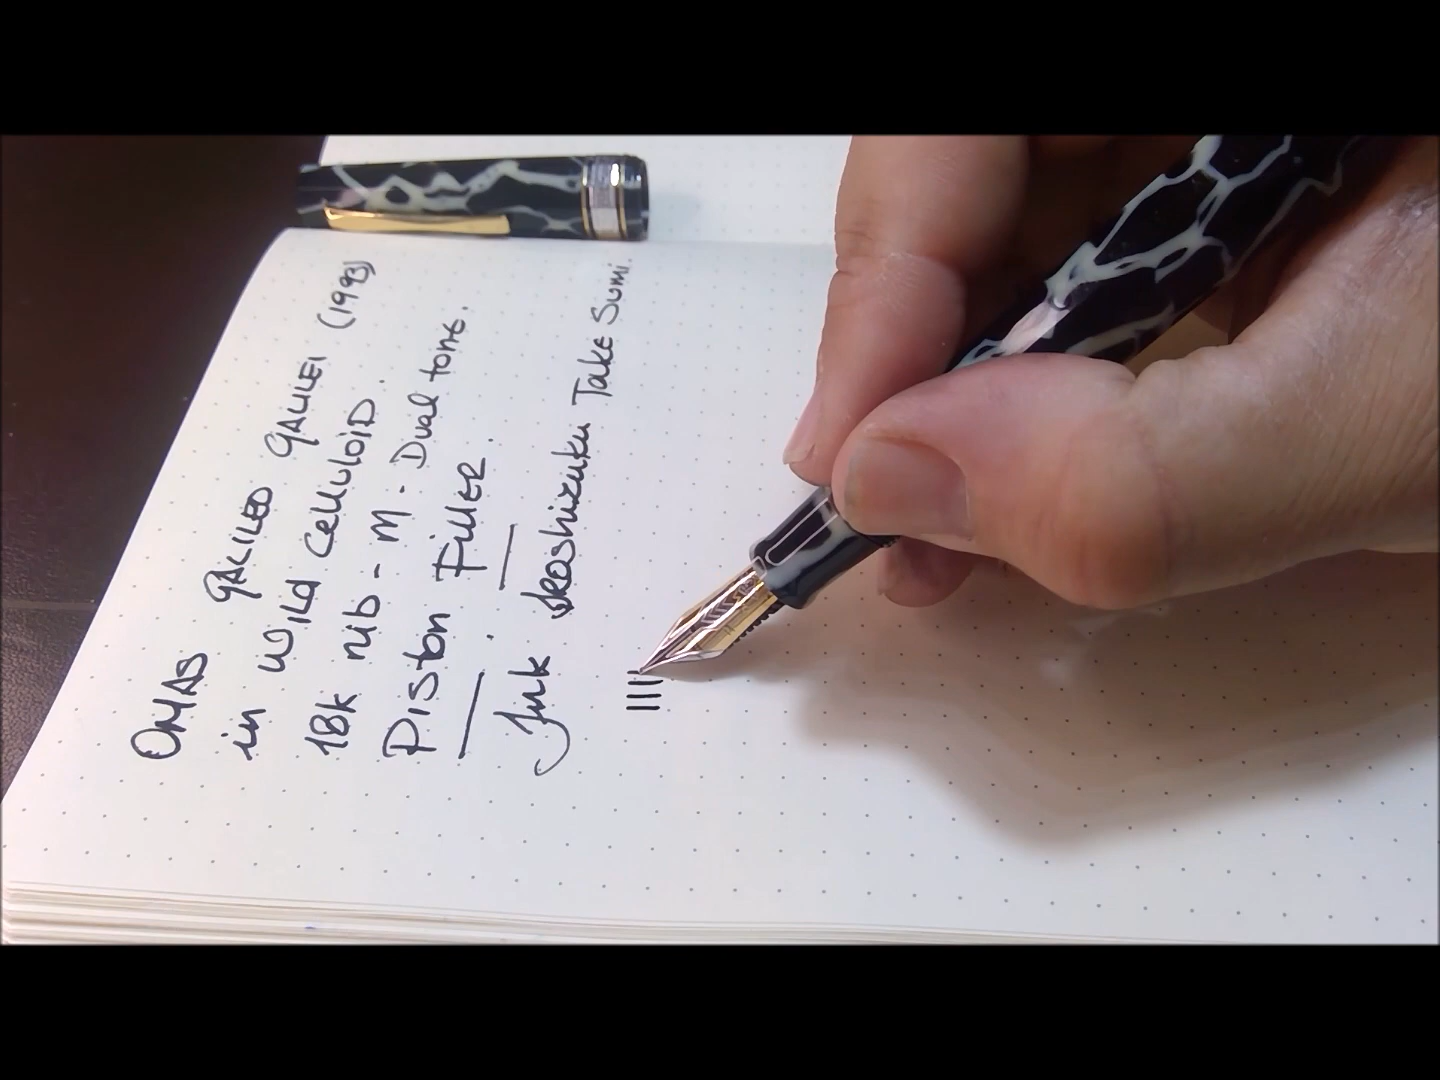 OMAS GALILEO GALILEI (1993)
in Wild Celluloid.
18k nib - M - Dual tone.
Piston Filler.
Ink: Iroshizuku Take Sumi.